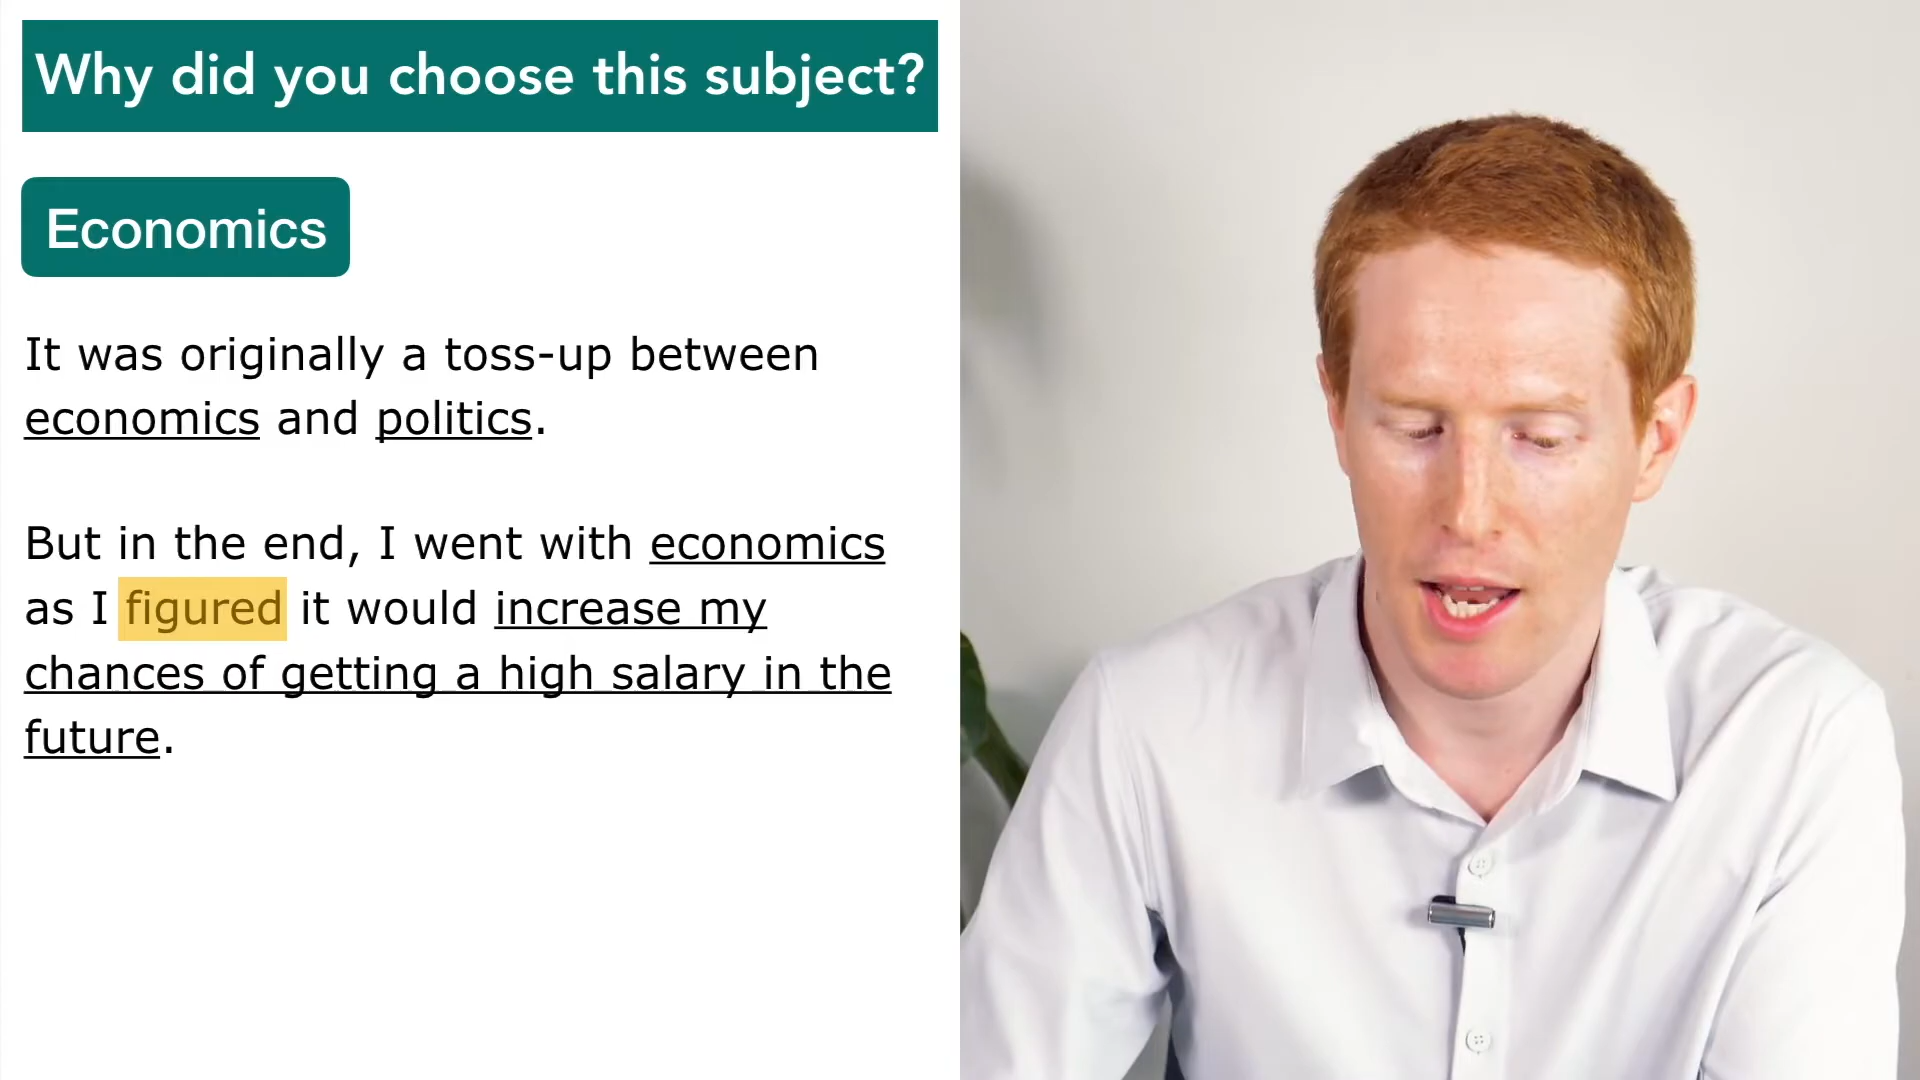 Why did you choose this subject?
Economics
It was originally a toss-up between
economics and politics.
But in the end, I went with economics
as I figured it would increase my
chances of getting a high salary in the
future.